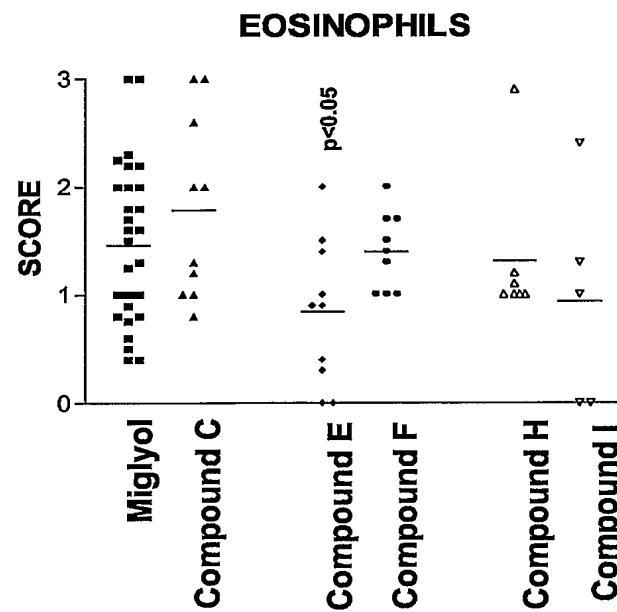 EOSINOPHILS
SCORE
3
2
1
0
p<0.05
Miglyol
Compound C
Compound E
Compound F
Compound H
Compound I